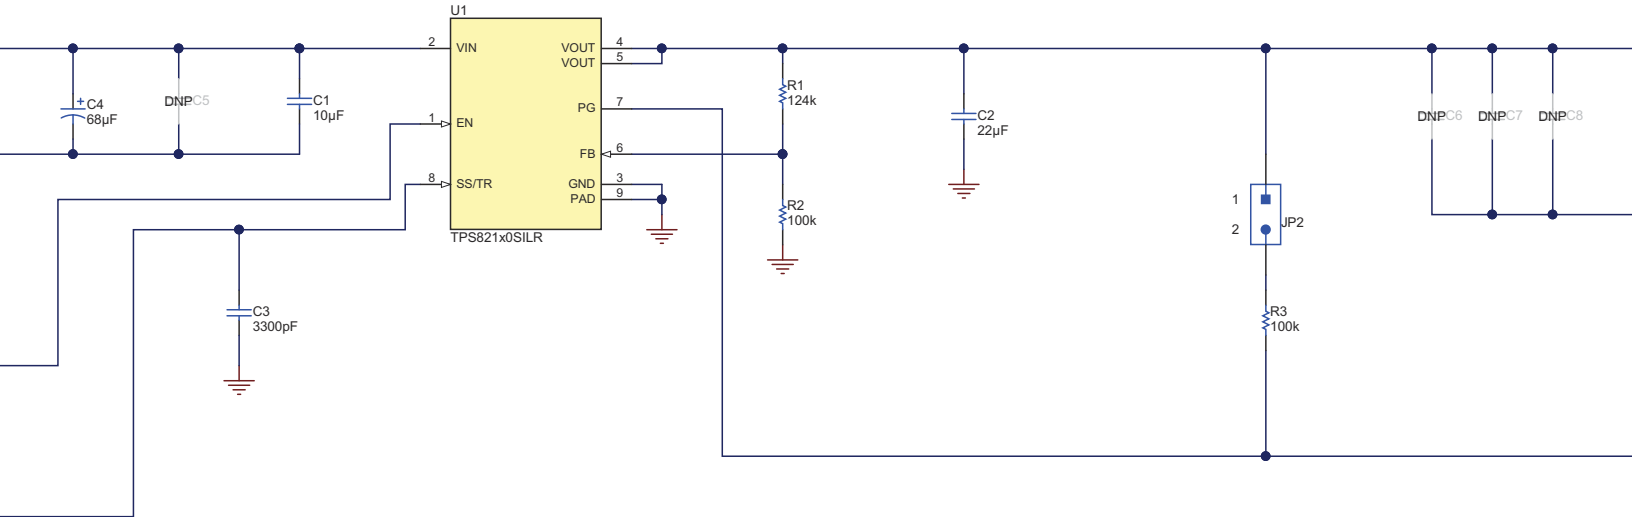 U1
2
VIN
VOUT
4
VOUT
5
C4
68µF
+
DNP
C5
C1
10µF
1
EN
PG
7
FB
6
8
SS/TR
GND
3
PAD
9
TPS821x0SILR
R1
124k
R2
100k
C2
22µF
C3
3300pF
1
2
JP2
R3
100k
DNP
C6
DNP
C7
DNP
C8